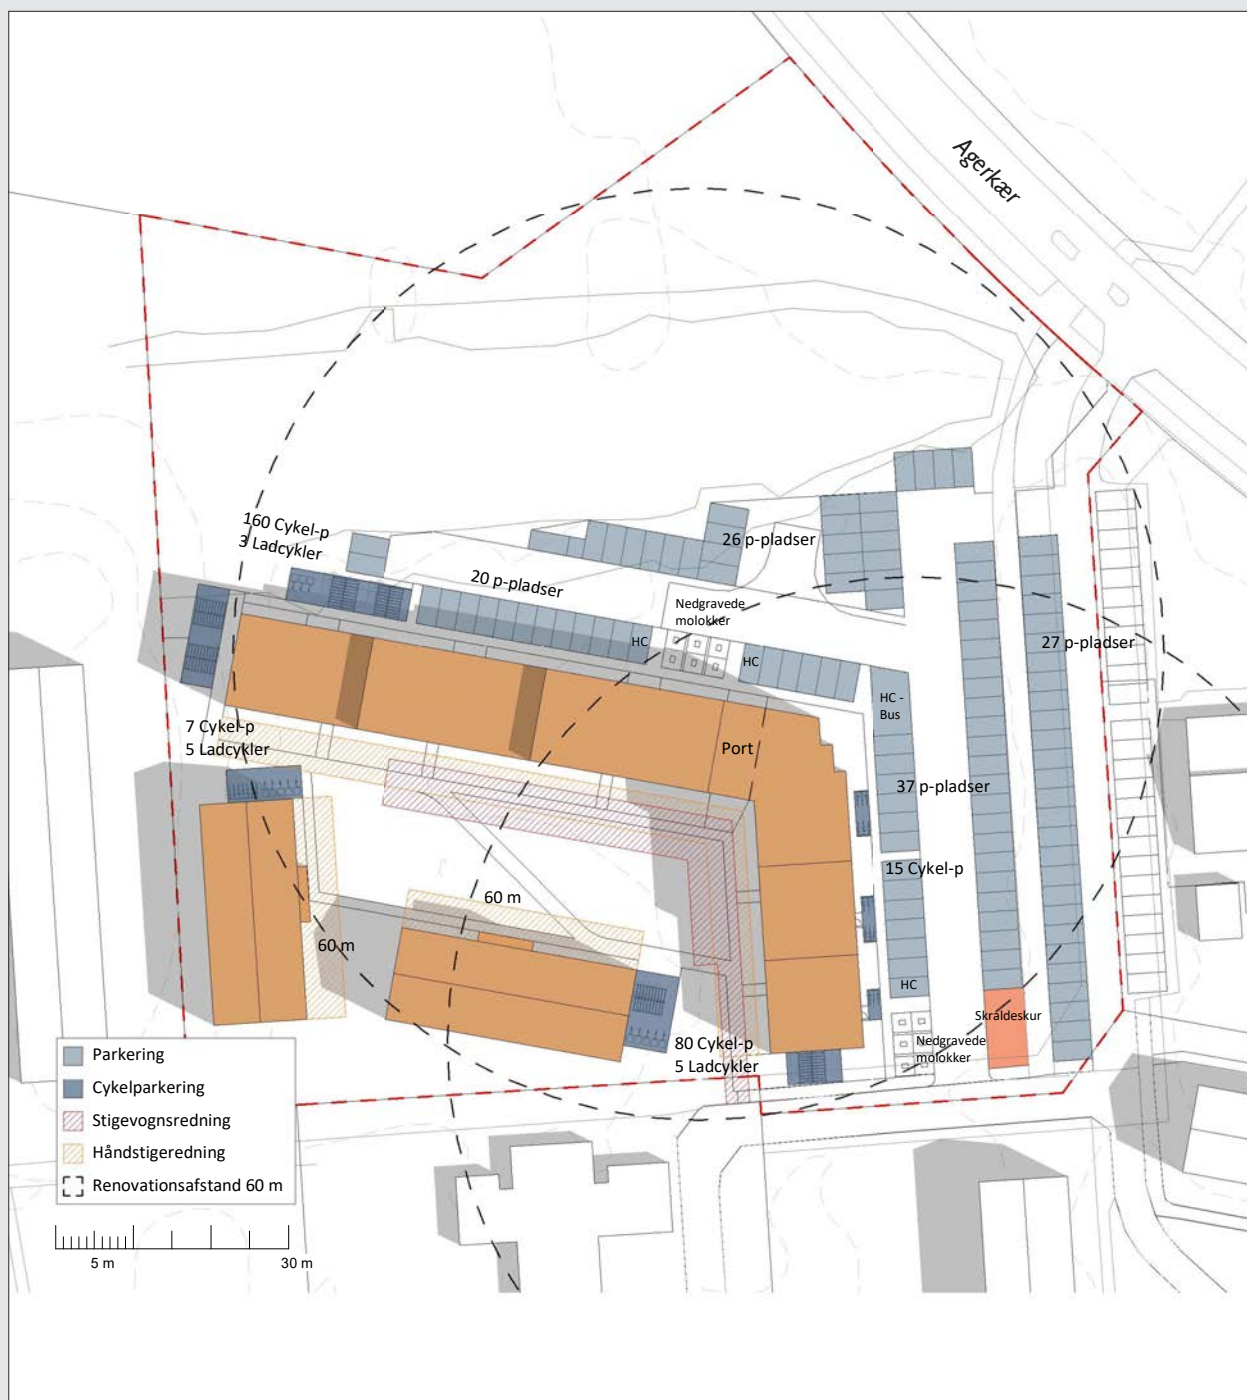 Agerkær
160 Cykel-p
3 Ladcykler
26 p-pladser
20 p-pladser
Nedgravede
molokker
HC
HC
27 p-pladser
HC -
Bus
7 Cykel-p
5 Ladcykler
Port
37 p-pladser
15 Cykel-p
60 m
60 m
HC
Skraldeskur
Nedgravede
molokker
80 Cykel-p
5 Ladcykler
Parkering
Cykelparkering
Stigevognsredning
Håndstigeredning
Renovationsafstand 60 m
5 m
30 m